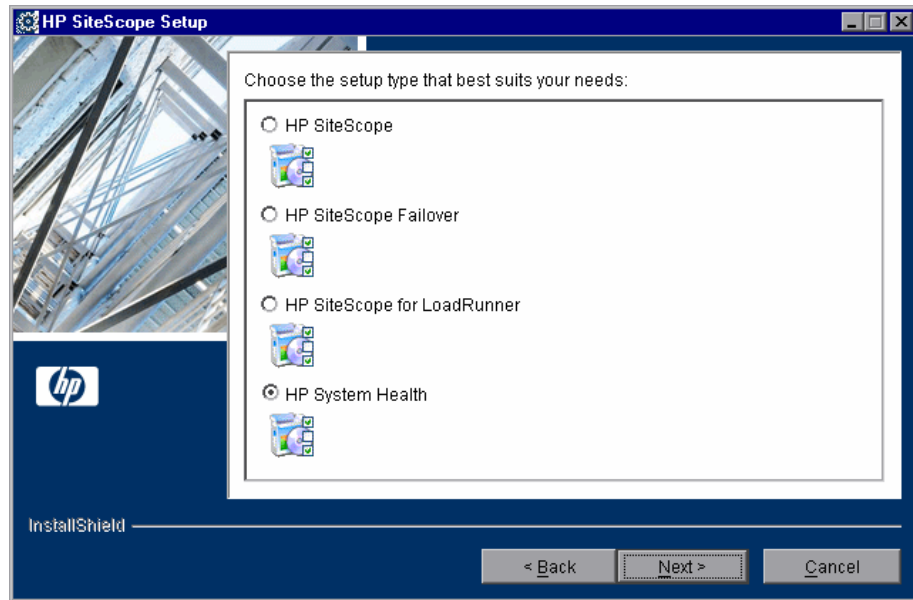 HP SiteScope Setup
Choose the setup type that best suits your needs:
HP SiteScope
HP SiteScope Failover
HP SiteScope for LoadRunner
HP System Health
hp
InstallShield
< Back
Next >
Cancel